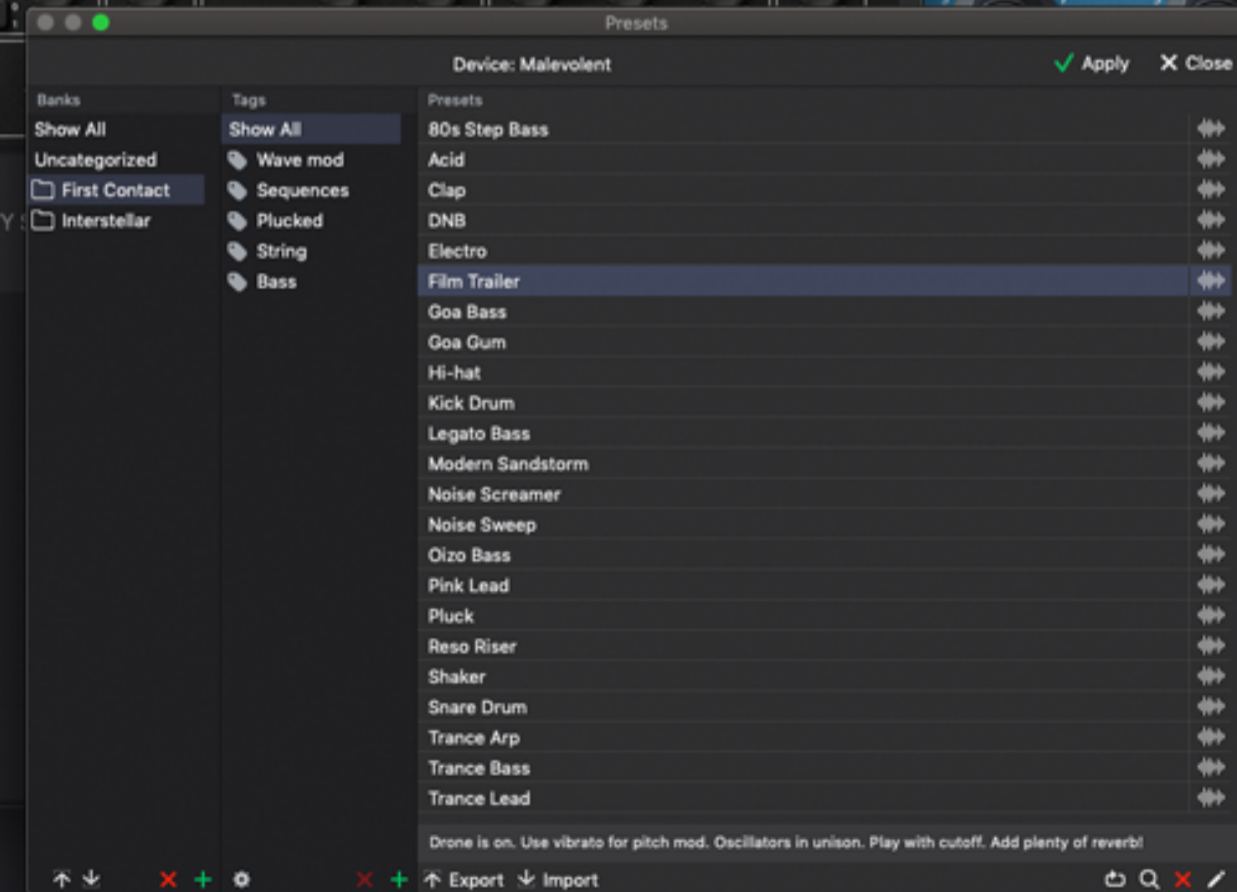 Presets
Device: Malevolent
Apply
Close
Banks
Show All
Uncategorized
First Contact
Interstellar
Tags
Show All
Wave mod
Sequences
Plucked
String
Bass
Presets
80s Step Bass
Acid
Clap
DNB
Electro
Film Trailer
Goa Bass
Goa Gum
Hi-hat
Kick Drum
Legato Bass
Modern Sandstorm
Noise Screamer
Noise Sweep
Oizo Bass
Pink Lead
Pluck
Reso Riser
Shaker
Snare Drum
Trance Arp
Trance Bass
Trance Lead
Drone is on. Use vibrato for pitch mod. Oscillators in unison. Play with cutoff. Add plenty of reverb!
Export
Import